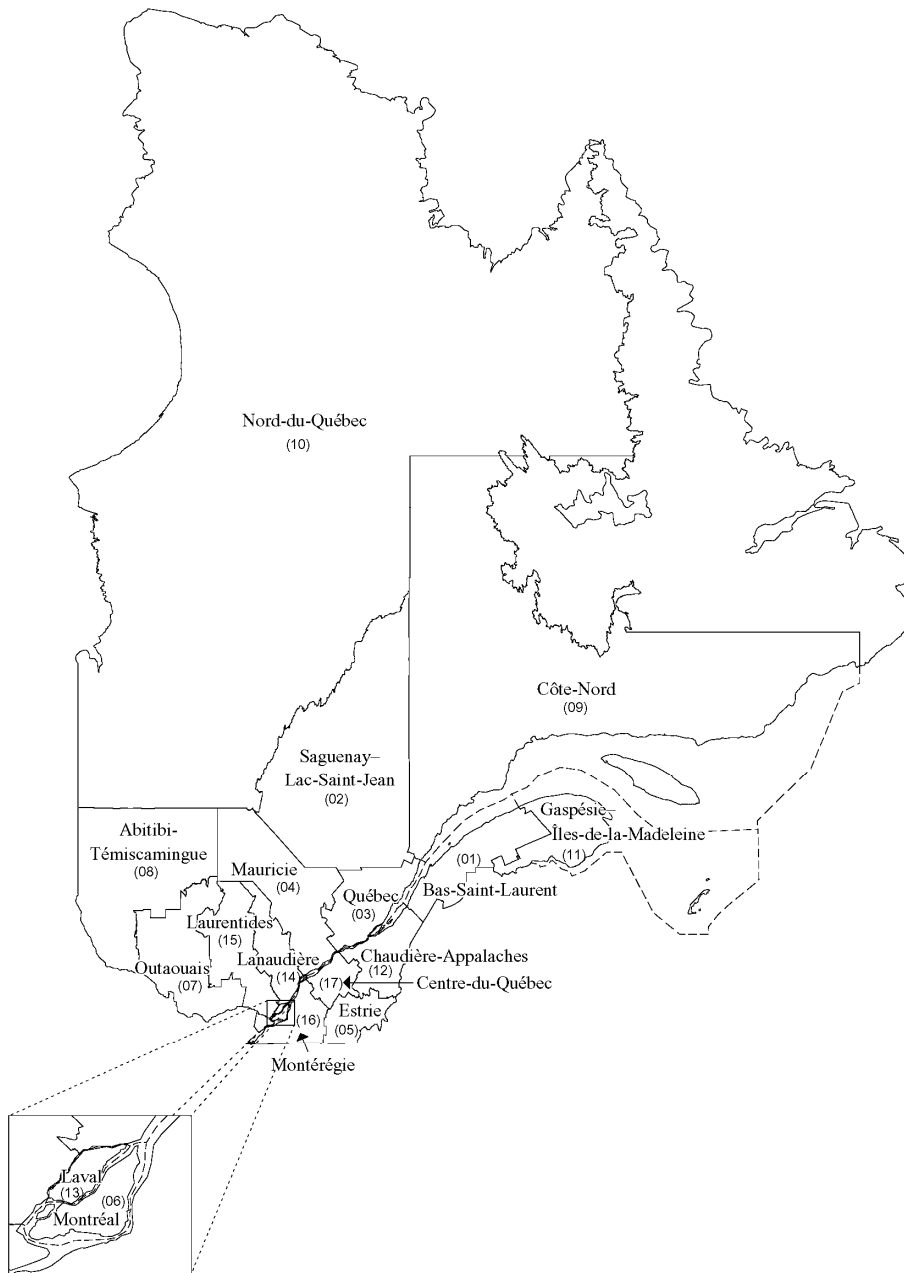 Nord-du-Québec
(10)
Côte-Nord
(09)
Saguenay–
Lac-Saint-Jean
(02)
Gaspésie–
Îles-de-la-Madeleine
(11)
Abitibi-
Témiscamingue
(08)
Mauricie
(04)
(01)
Bas-Saint-Laurent
Québec
(03)
Laurentides
(15)
Lanaudière
(14)
Chaudière-Appalaches
(12)
Outaouais
(07)
(17)
Centre-du-Québec
Estrie
(05)
(16)
Montérégie
Laval
(13)
(06)
Montréal